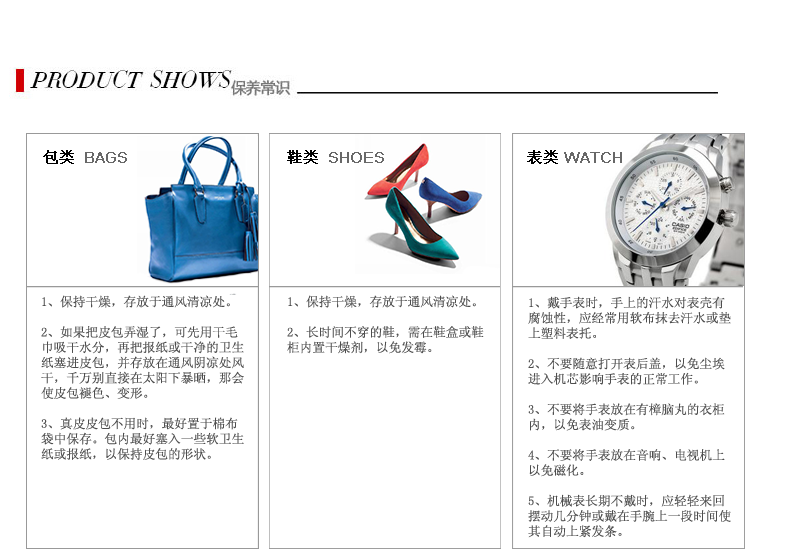 PRODUCT SHOWS 保养常识
包类 BAGS
1、保持干燥，存放于通风清凉处。
2、如果把皮包弄湿了，可先用干毛
巾吸干水分，再把报纸或干净的卫生
纸塞进皮包，并存放在通风阴凉处风
干，千万别直接在太阳下暴晒，那会
使皮包褪色、变形。
3、真皮皮包不用时，最好置于棉布
袋中保存。包内最好塞入一些软卫生
纸或报纸，以保持皮包的形状。
鞋类 SHOES
1、保持干燥，存放于通风清凉处。
2、长时间不穿的鞋，需在鞋盒或鞋
柜内置干燥剂，以免发霉。
表类 WATCH
CASIO
1、戴手表时，手上的汗水对表壳有
腐蚀性，应经常用软布抹去汗水或垫
上塑料表托。
2、不要随意打开表后盖，以免尘埃
进入机芯影响手表的正常工作。
3、不要将手表放在有樟脑丸的衣柜
内，以免表油变质。
4、不要将手表放在音响、电视机上
以免磁化。
5、机械表长期不戴时，应轻轻来回
摆动几分钟或戴在手腕上一段时间使
其自动上紧发条。